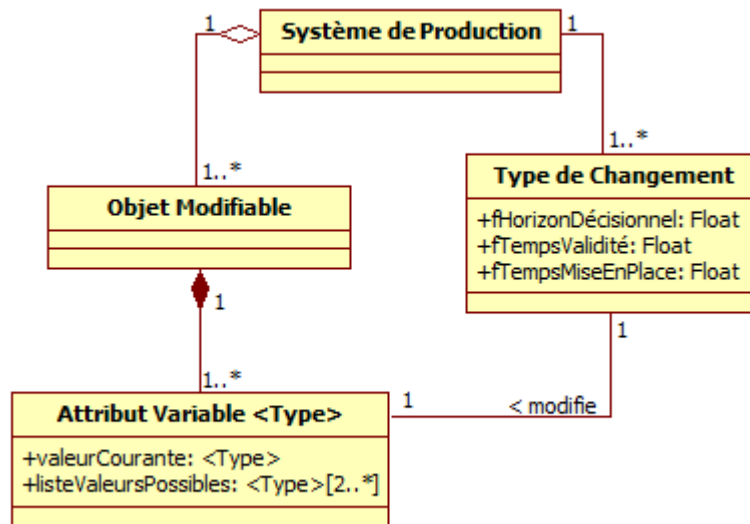 Système de Production
1
1
1..*
1..*
Type de Changement
+fHorizonDécisionnel: Float
+fTempsValidité: Float
+fTempsMiseEnPlace: Float
Objet Modifiable
1
1
1..*
Attribut Variable <Type>
1
< modifie
+valeurCourante: <Type>
+listeValeursPossibles: <Type>[2..*]